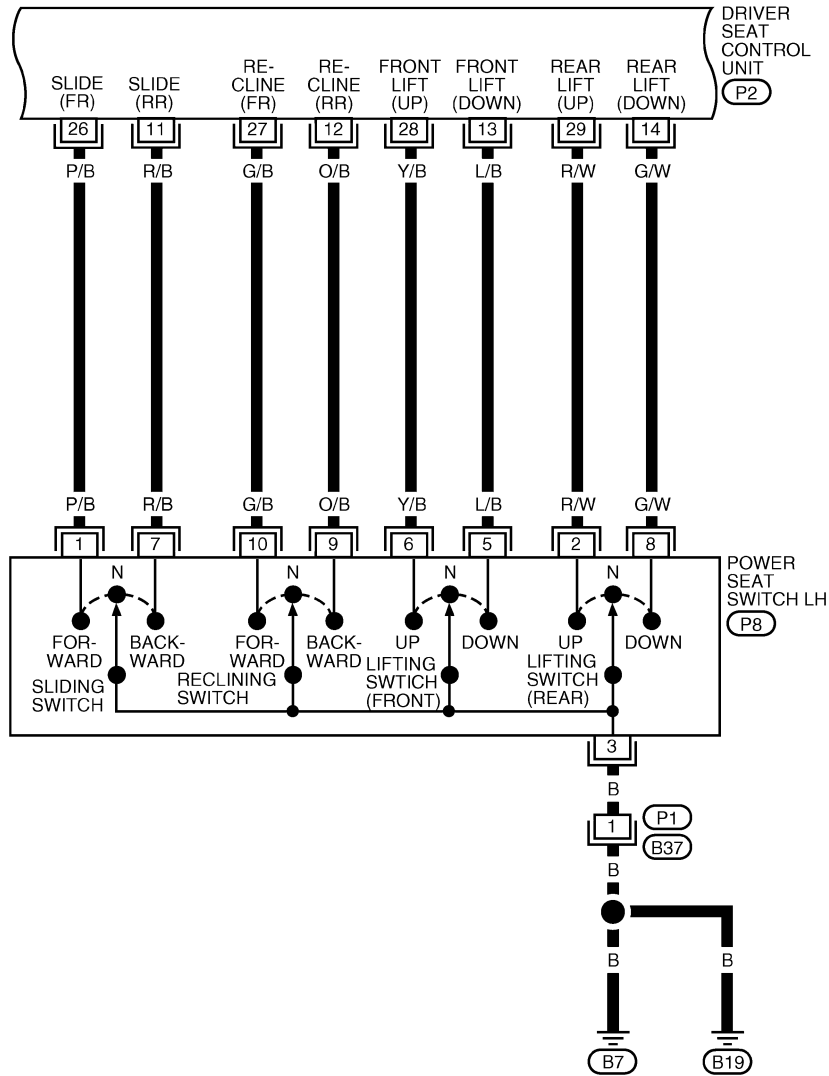 DRIVER
SEAT
CONTROL
UNIT
P2
SLIDE
(FR)
SLIDE
(RR)
RE-
CLINE
(FR)
RE-
CLINE
(RR)
FRONT
LIFT
(UP)
FRONT
LIFT
(DOWN)
REAR
LIFT
(UP)
REAR
LIFT
(DOWN)
26 11 27 12 28 13 29 14
P/B R/B G/B O/B Y/B L/B R/W G/W
P/B R/B G/B O/B Y/B L/B R/W G/W
1 7 10 9 6 5 2 8
POWER
SEAT
SWITCH LH
P8
N N N N
FOR-
WARD
BACK-
WARD
SLIDING
SWITCH
FOR-
WARD
BACK-
WARD
RECLINING
SWITCH
UP
DOWN
LIFTING
SWTICH
(FRONT)
UP
DOWN
LIFTING
SWITCH
(REAR)
3
B
1
P1
B37
B
B B
B7 B19